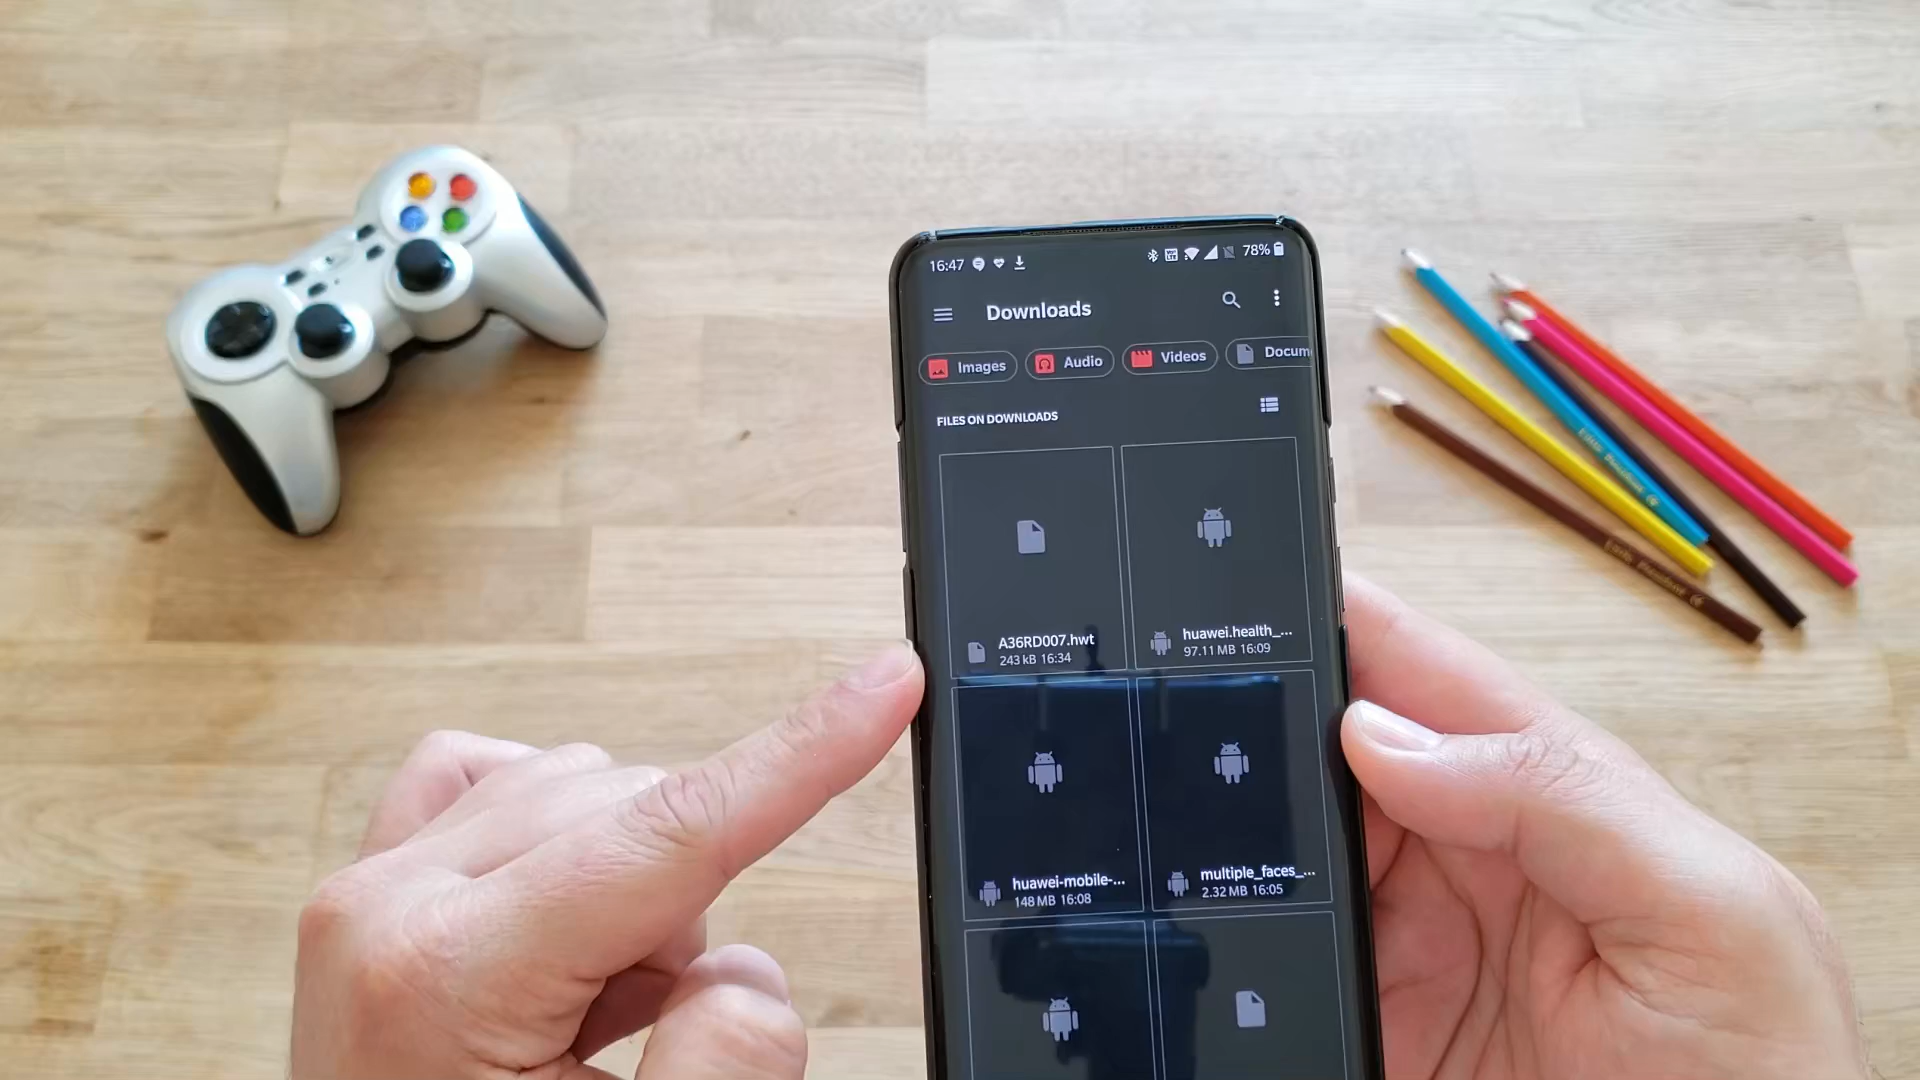 16:47
78%
Downloads
Images
Audio
Videos
Docum
FILES ON DOWNLOADS
A36RD007.hwt
243 kB 16:34
huawei.health_...
97.11 MB 16:09
huawei-mobile-...
148 MB 16:08
multiple_faces_...
2.32 MB 16:05